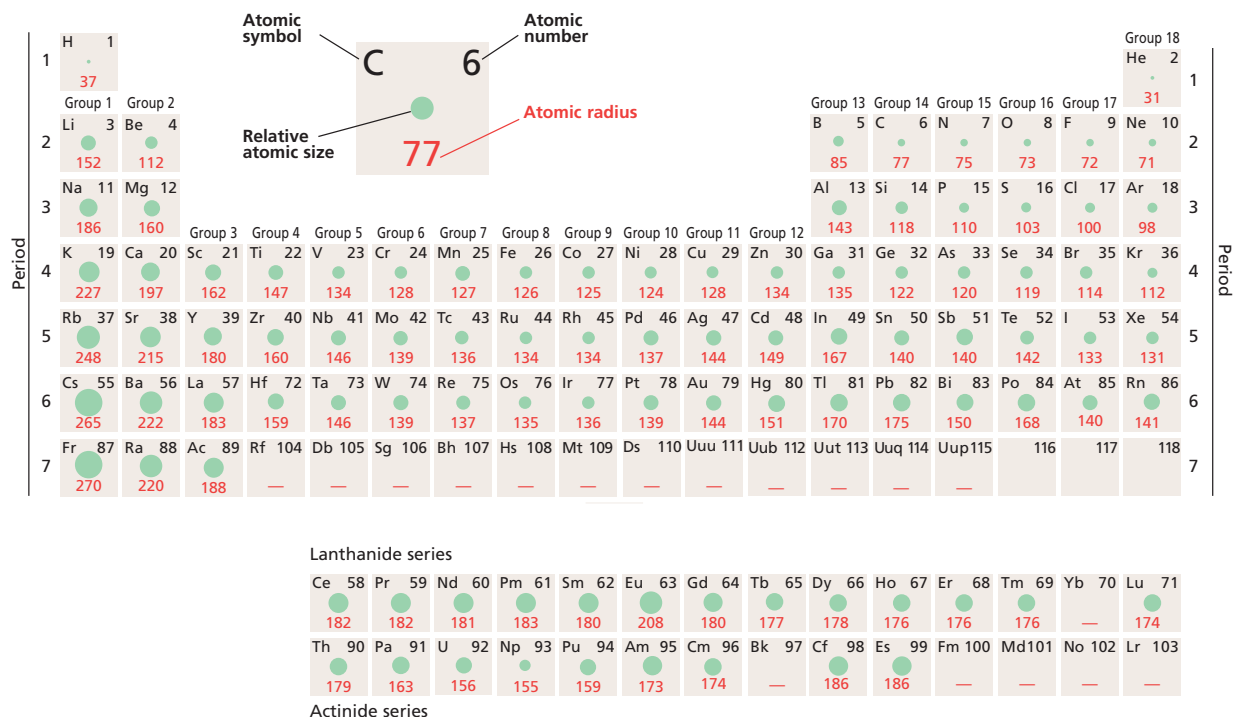 Atomic symbol
Atomic number
C 6
Relative atomic size
77
Atomic radius
Group 18
H 1 He 2
1 37 31 1
Group 1 Group 2 Group 13 Group 14 Group 15 Group 16 Group 17
Li 3 Be 4 B 5 C 6 N 7 O 8 F 9 Ne 10
2 152 112 85 77 75 73 72 71 2
Na 11 Mg 12 Al 13 Si 14 P 15 S 16 Cl 17 Ar 18
3 186 160 143 118 110 103 100 98 3
Group 3 Group 4 Group 5 Group 6 Group 7 Group 8 Group 9 Group 10 Group 11 Group 12
K 19 Ca 20 Sc 21 Ti 22 V 23 Cr 24 Mn 25 Fe 26 Co 27 Ni 28 Cu 29 Zn 30 Ga 31 Ge 32 As 33 Se 34 Br 35 Kr 36
4 227 197 162 147 134 128 127 126 125 124 128 134 135 122 120 119 114 112 4
Period Period
Rb 37 Sr 38 Y 39 Zr 40 Nb 41 Mo 42 Tc 43 Ru 44 Rh 45 Pd 46 Ag 47 Cd 48 In 49 Sn 50 Sb 51 Te 52 I 53 Xe 54
5 248 215 180 160 146 139 136 134 134 137 144 149 167 140 140 142 133 131 5
Cs 55 Ba 56 La 57 Hf 72 Ta 73 W 74 Re 75 Os 76 Ir 77 Pt 78 Au 79 Hg 80 Tl 81 Pb 82 Bi 83 Po 84 At 85 Rn 86
6 265 222 183 159 146 139 137 135 136 139 144 151 170 175 150 168 140 141 6
Fr 87 Ra 88 Ac 89 Rf 104 Db 105 Sg 106 Bh 107 Hs 108 Mt 109 Ds 110 Uuu 111 Uub 112 Uut 113 Uuq 114 Uup 115 116 117 118
7 270 220 188 — — — — — — — — — — — — 7
Lanthanide series
Ce 58 Pr 59 Nd 60 Pm 61 Sm 62 Eu 63 Gd 64 Tb 65 Dy 66 Ho 67 Er 68 Tm 69 Yb 70 Lu 71
182 182 181 183 180 208 180 177 178 176 176 176 — 174
Th 90 Pa 91 U 92 Np 93 Pu 94 Am 95 Cm 96 Bk 97 Cf 98 Es 99 Fm 100 Md101 No 102 Lr 103
179 163 156 155 159 173 174 — 186 186 — — — —
Actinide series